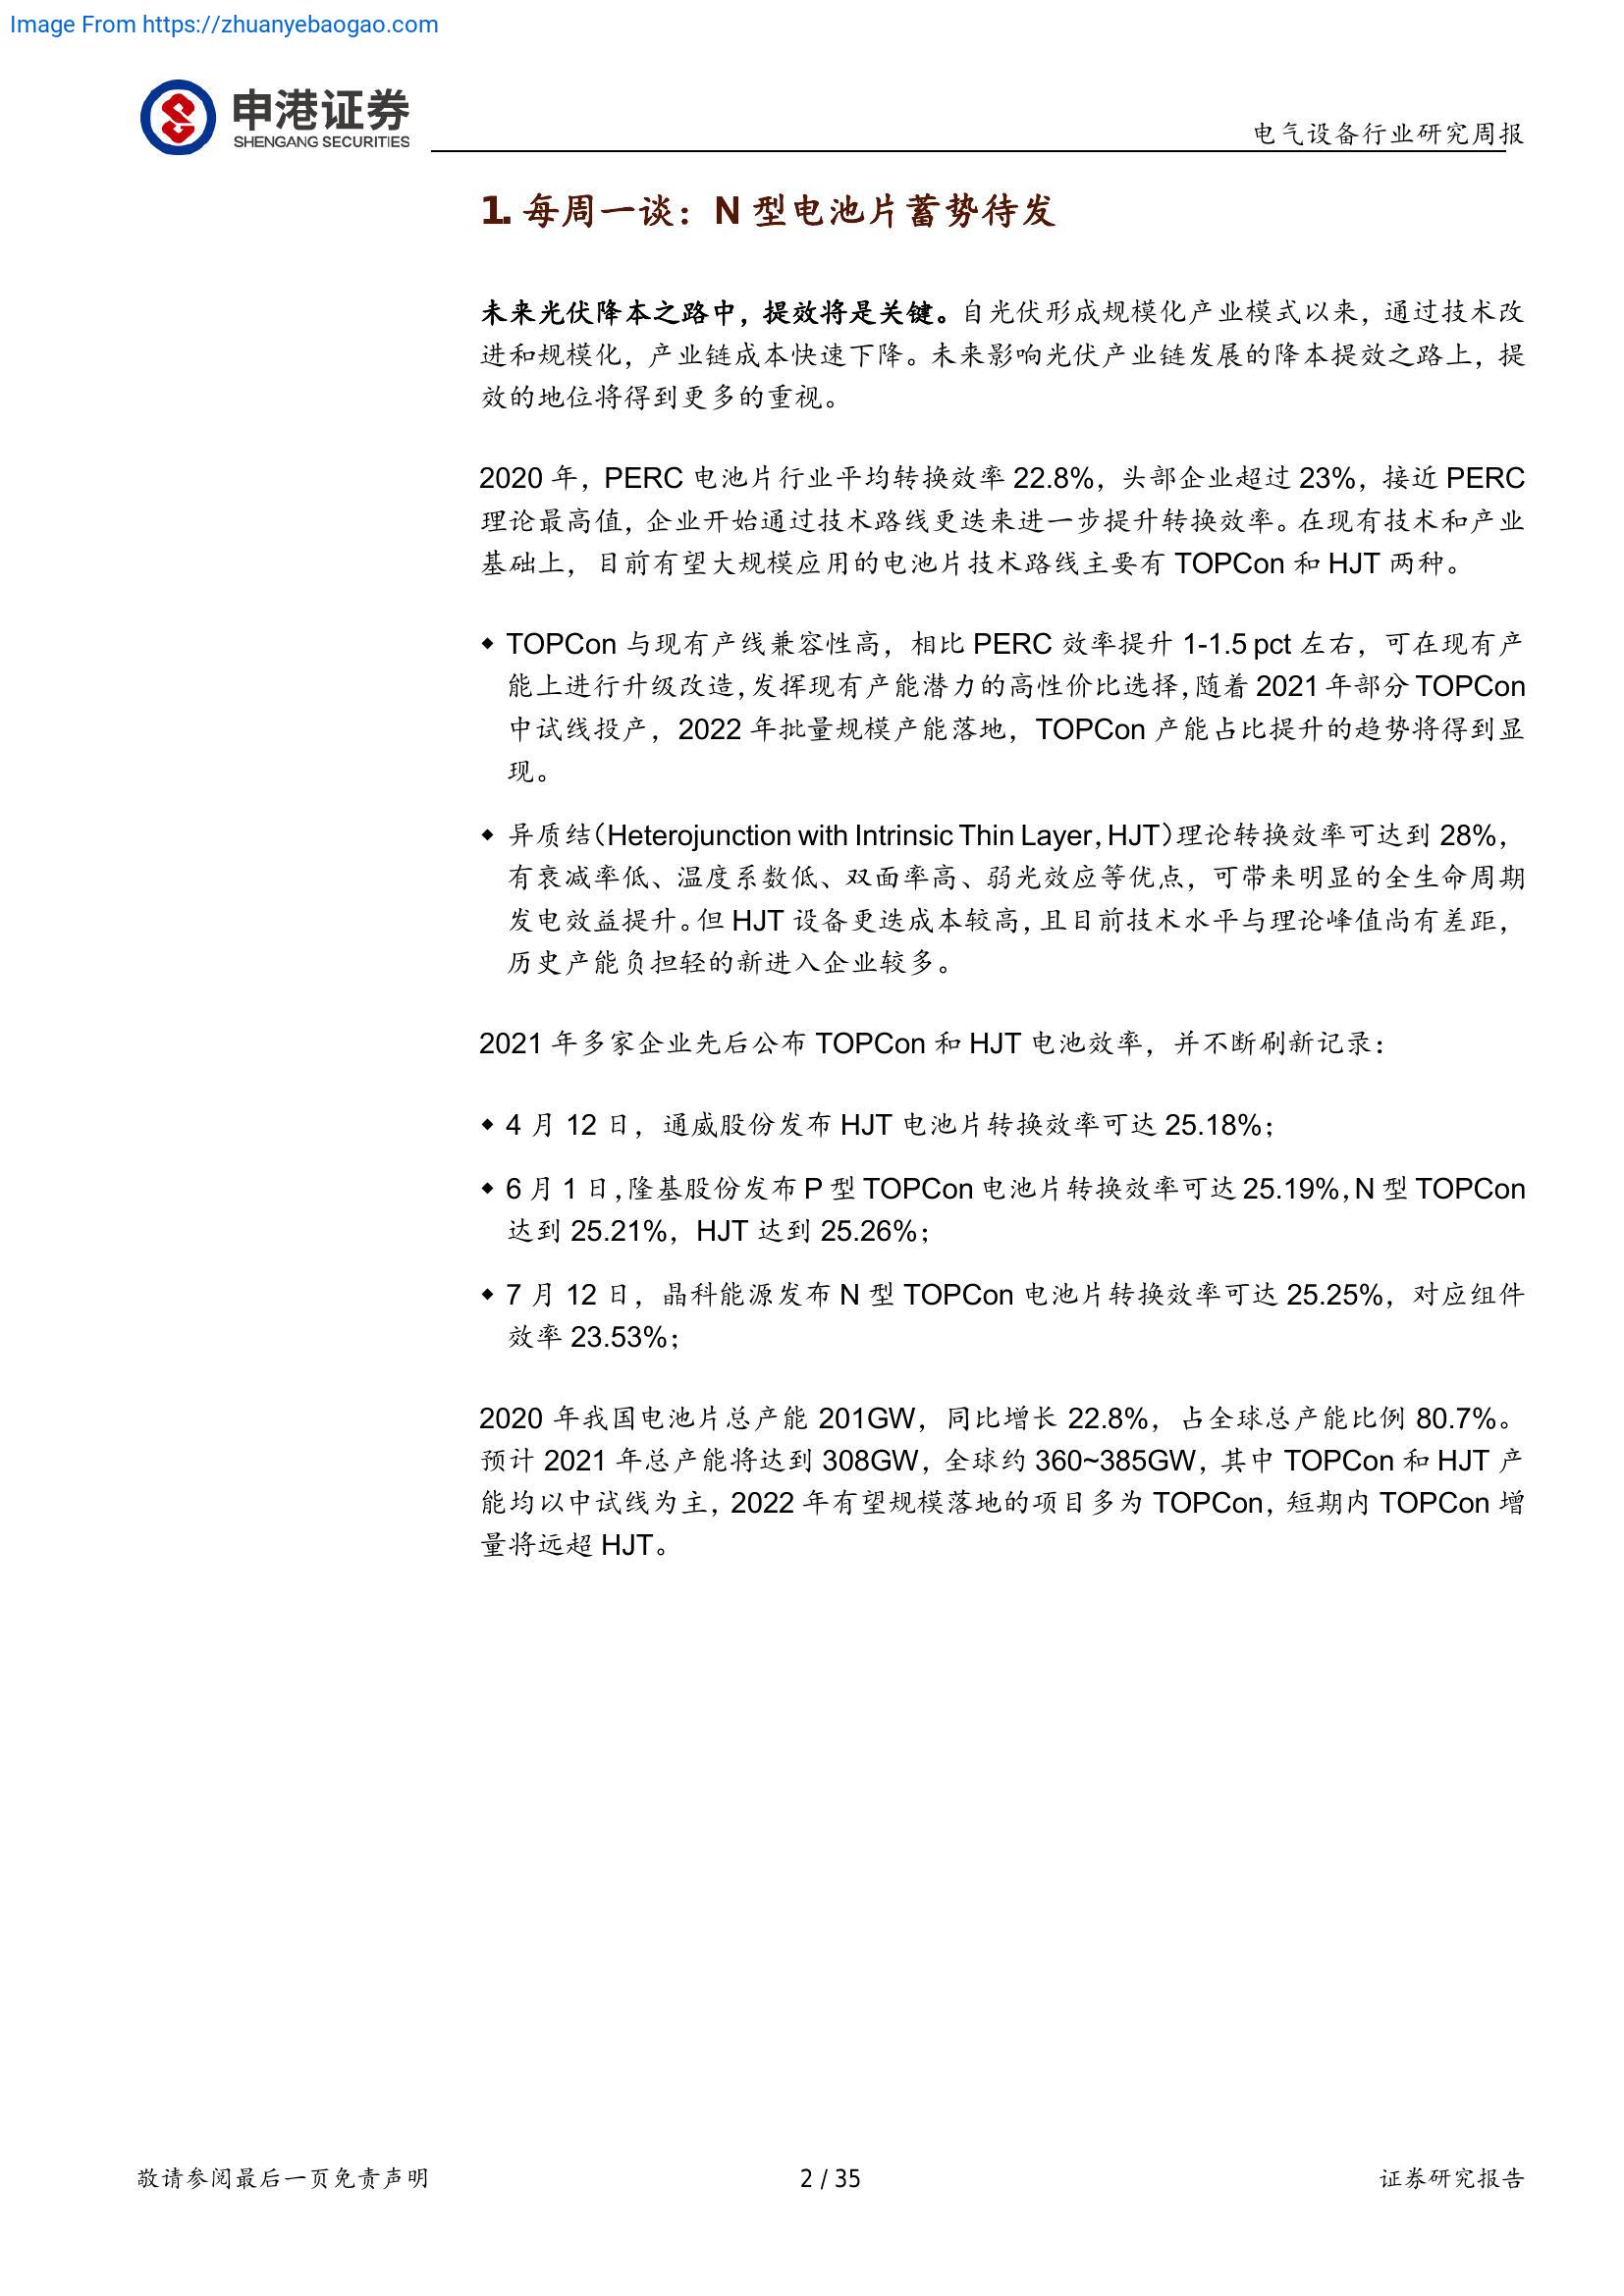 Image From https://zhuanyebaogao.com
申港证券
SHENGANG SECURITIES
电气设备行业研究周报
1. 每周一谈：N 型电池片蓄势待发
未来光伏降本之路中，提效将是关键。自光伏形成规模化产业模式以来，通过技术改
进和规模化，产业链成本快速下降。未来影响光伏产业链发展的降本提效之路上，提
效的地位将得到更多的重视。
2020 年，PERC 电池片行业平均转换效率 22.8%，头部企业超过 23%，接近 PERC
理论最高值，企业开始通过技术路线更迭来进一步提升转换效率。在现有技术和产业
基础上，目前有望大规模应用的电池片技术路线主要有 TOPCon 和 HJT 两种。
◆ TOPCon 与现有产线兼容性高，相比 PERC 效率提升 1-1.5 pct 左右，可在现有产
能上进行升级改造，发挥现有产能潜力的高性价比选择，随着 2021 年部分 TOPCon
中试线投产，2022 年批量规模产能落地，TOPCon 产能占比提升的趋势将得到显
现。
◆ 异质结（Heterojunction with Intrinsic Thin Layer，HJT）理论转换效率可达到 28%，
有衰减率低、温度系数低、双面率高、弱光效应等优点，可带来明显的全生命周期
发电效益提升。但 HJT 设备更迭成本较高，且目前技术水平与理论峰值尚有差距，
历史产能负担轻的新进入企业较多。
2021 年多家企业先后公布 TOPCon 和 HJT 电池效率，并不断刷新记录：
◆ 4 月 12 日，通威股份发布 HJT 电池片转换效率可达 25.18%；
◆ 6 月 1 日，隆基股份发布 P 型 TOPCon 电池片转换效率可达 25.19%，N 型 TOPCon
达到 25.21%，HJT 达到 25.26%；
◆ 7 月 12 日，晶科能源发布 N 型 TOPCon 电池片转换效率可达 25.25%，对应组件
效率 23.53%；
2020 年我国电池片总产能 201GW，同比增长 22.8%，占全球总产能比例 80.7%。
预计 2021 年总产能将达到 308GW，全球约 360~385GW，其中 TOPCon 和 HJT 产
能均以中试线为主，2022 年有望规模落地的项目多为 TOPCon，短期内 TOPCon 增
量将远超 HJT。
敬请参阅最后一页免责声明
2 / 35
证券研究报告